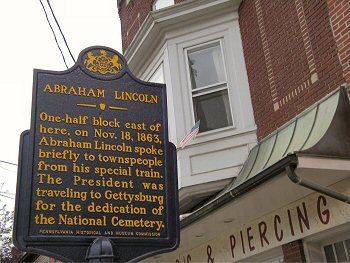 ABRAHAM LINCOLN
One-half block east of
here, on Nov. 18, 1863,
Abraham Lincoln spoke
briefly to townspeople
from his special train.
The President was
traveling to Gettysburg
for the dedication of
the National Cemetery.
PENNSYLVANIA HISTORICAL AND MUSEUM COMMISSION
& PIERCING